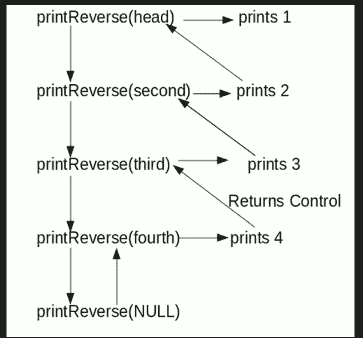 printReverse(head) prints 1
printReverse(second) prints 2
printReverse(third) prints 3
Returns Control
printReverse(fourth) prints 4
printReverse(NULL)